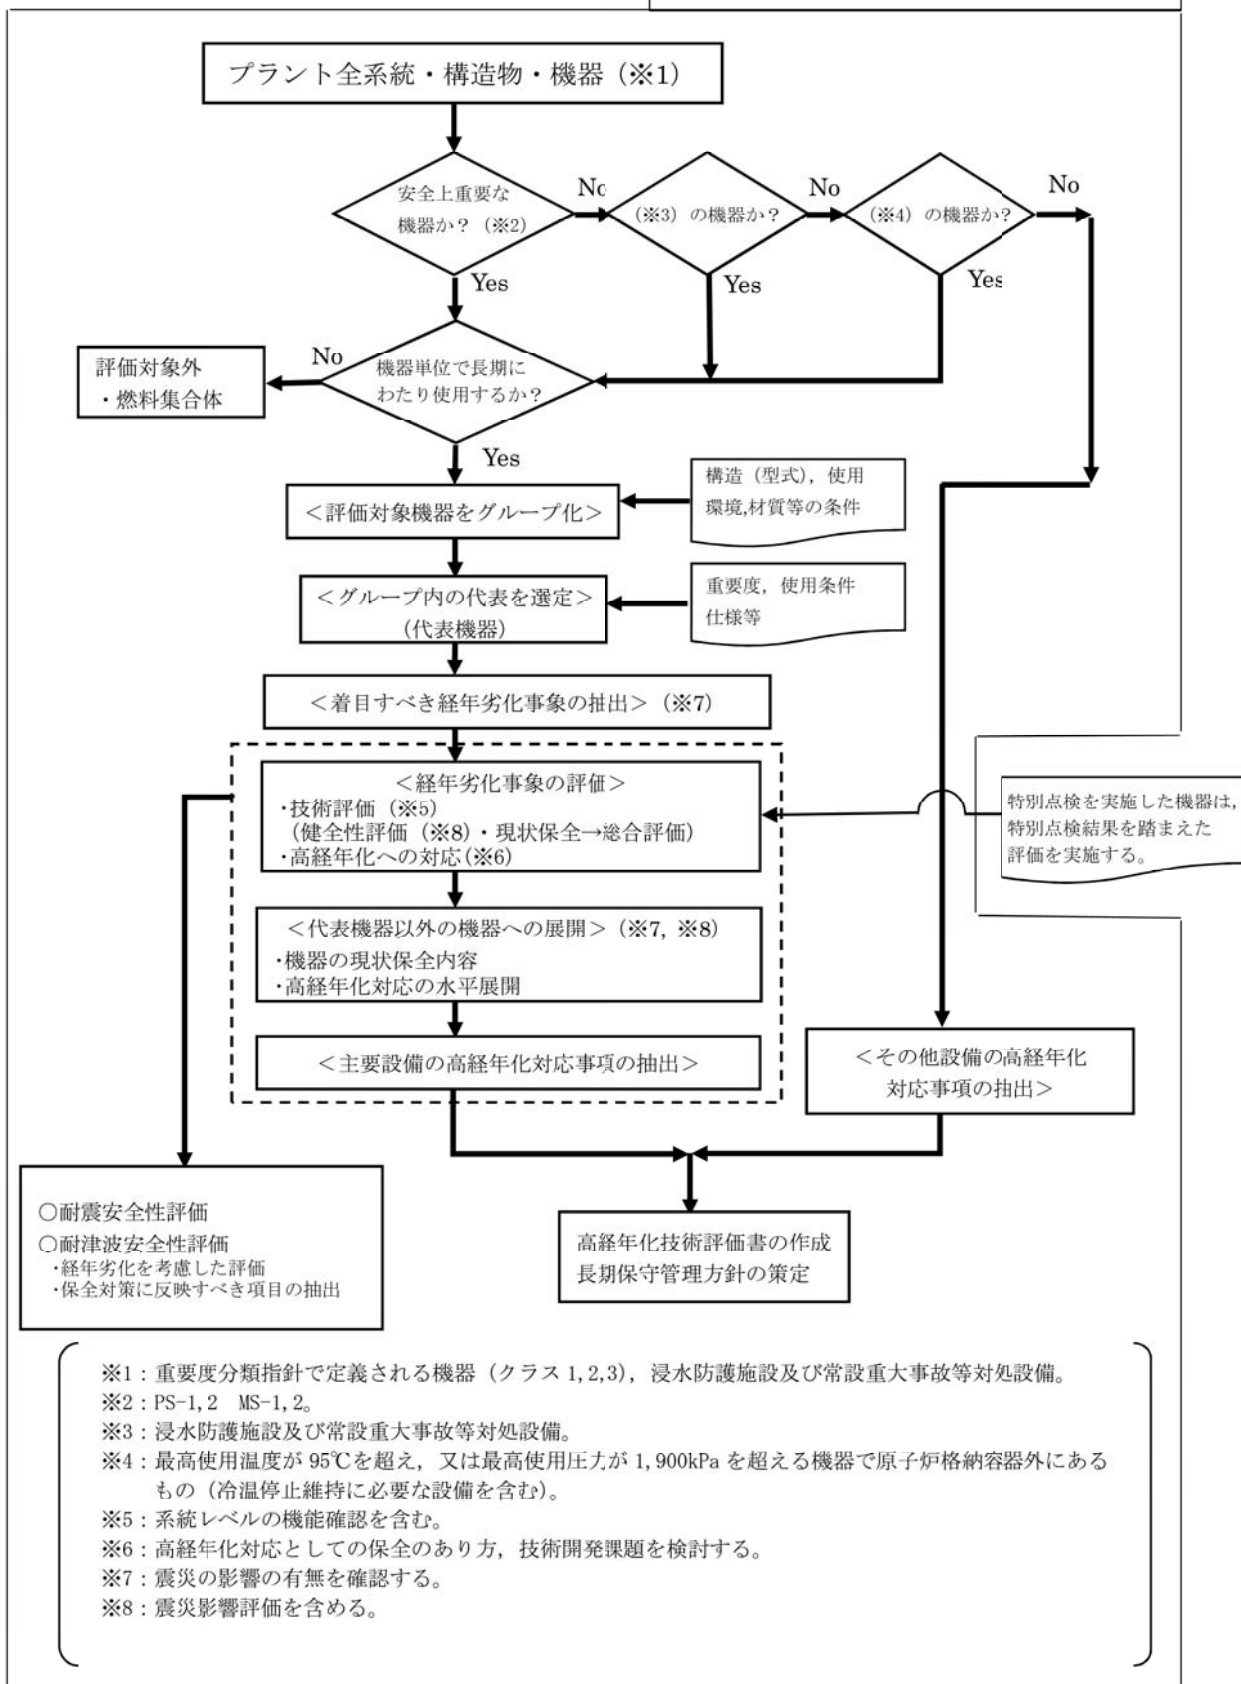 プラント全系統・構造物・機器（※1）
安全上重要な
機器か？（※2）
No
（※3）の機器か？
No
（※4）の機器か？
No
Yes
Yes
Yes
評価対象外
・燃料集合体
No
機器単位で長期に
わたり使用するか？
Yes
＜評価対象機器をグループ化＞
構造（型式），使用
環境,材質等の条件
＜グループ内の代表を選定＞
（代表機器）
重要度，使用条件
仕様等
＜着目すべき経年劣化事象の抽出＞（※7）
＜経年劣化事象の評価＞
・技術評価（※5）
（健全性評価（※8）・現状保全→総合評価）
・高経年化への対応（※6）
特別点検を実施した機器は，
特別点検結果を踏まえた
評価を実施する。
＜代表機器以外の機器への展開＞（※7，※8）
・機器の現状保全内容
・高経年化対応の水平展開
＜主要設備の高経年化対応事項の抽出＞
＜その他設備の高経年化
対応事項の抽出＞
○耐震安全性評価
○耐津波安全性評価
・経年劣化を考慮した評価
・保全対策に反映すべき項目の抽出
高経年化技術評価書の作成
長期保守管理方針の策定
※1：重要度分類指針で定義される機器（クラス 1,2,3），浸水防護施設及び常設重大事故等対処設備。
※2：PS-1,2　MS-1,2。
※3：浸水防護施設及び常設重大事故等対処設備。
※4：最高使用温度が 95℃を超え，又は最高使用圧力が 1,900kPa を超える機器で原子炉格納容器外にある
もの（冷温停止維持に必要な設備を含む）。
※5：系統レベルの機能確認を含む。
※6：高経年化対応としての保全のあり方，技術開発課題を検討する。
※7：震災の影響の有無を確認する。
※8：震災影響評価を含める。